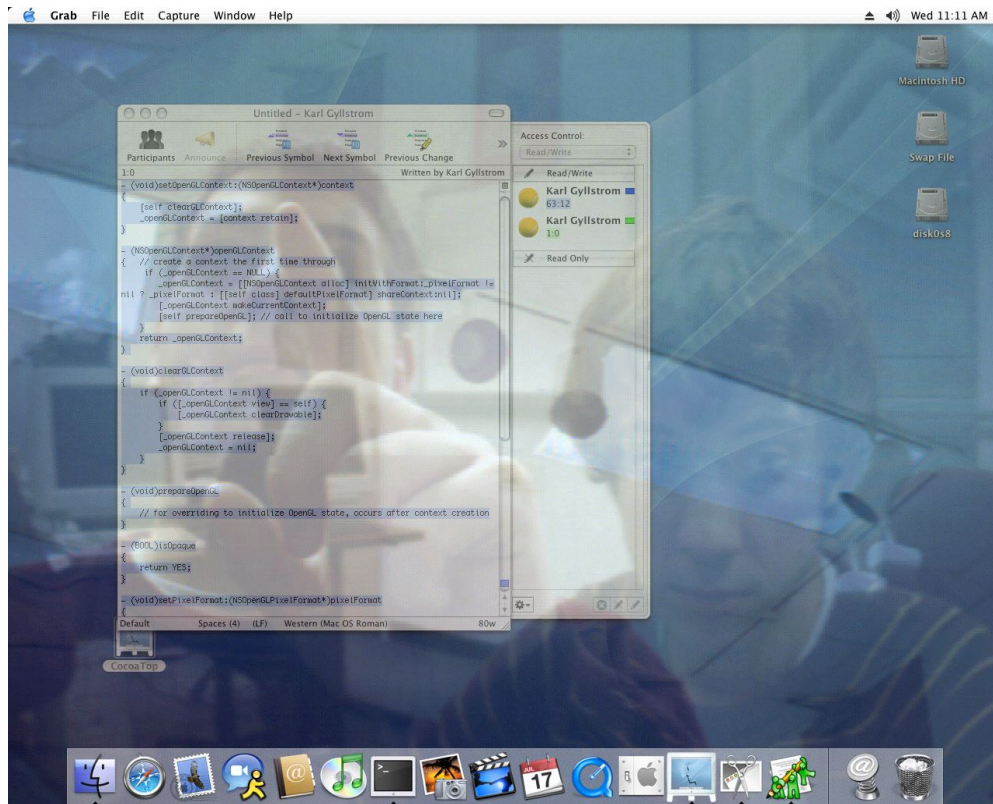 Grab File Edit Capture Window Help Wed 11:11 AM
Macintosh HD
Swap File
disk0s8
Untitled – Karl Gyllstrom
Participants Announce Previous Symbol Next Symbol Previous Change
1:0 Written by Karl Gyllstrom
- (void)setOpenGLContext:(NSOpenGLContext*)context
{
[self clearGLContext];
_openGLContext = [context retain];
}
- (NSOpenGLContext*)openGLContext
{ // create a context the first time through
if (_openGLContext == NULL) {
_openGLContext = [[NSOpenGLContext alloc] initWithFormat:_pixelFormat !=
nil ? _pixelFormat : [[self class] defaultPixelFormat] shareContext:nil];
[_openGLContext makeCurrentContext];
[self prepareOpenGL]; // call to initialize OpenGL state here
}
return _openGLContext;
}
- (void)clearGLContext
{
if (_openGLContext != nil) {
if ([_openGLContext view] == self) {
[_openGLContext clearDrawable];
}
[_openGLContext release];
_openGLContext = nil;
}
}
- (void)prepareOpenGL
{
// for overriding to initialize OpenGL state, occurs after context creation
}
- (BOOL)isOpaque
{
return YES;
}
- (void)setPixelFormat:(NSOpenGLPixelFormat*)pixelFormat
{
Default Spaces (4) (LF) Western (Mac OS Roman) 80w
Access Control:
Read/Write
Read/Write
Karl Gyllstrom
63:12
Karl Gyllstrom
1:0
Read Only
CocoaTop
JUL
17